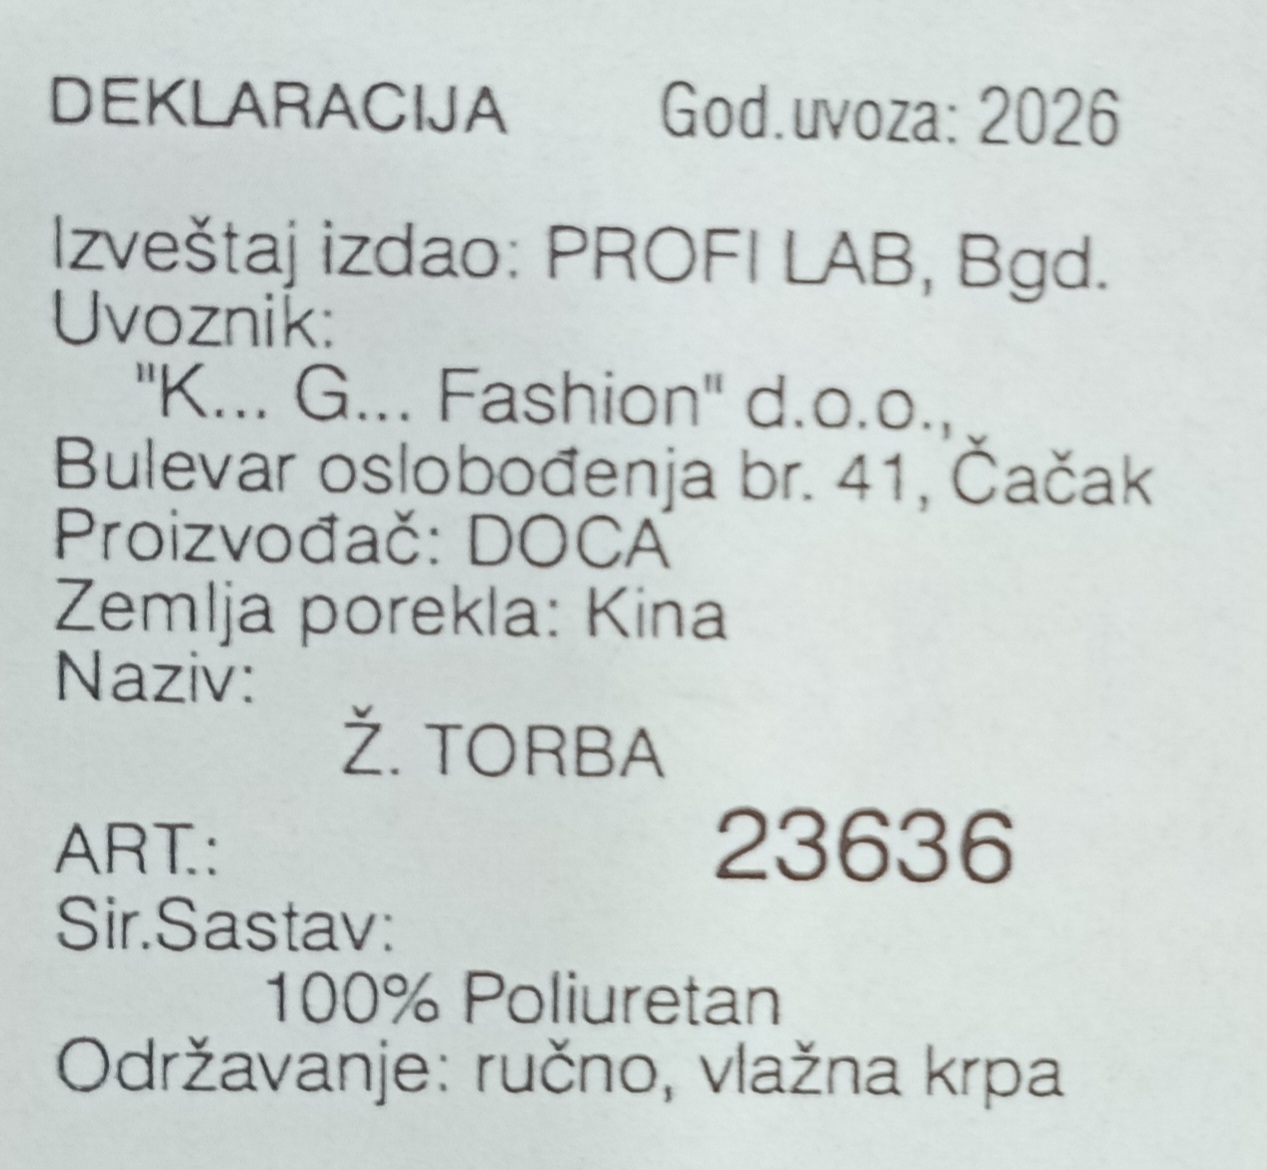 DEKLARACIJA God.uvoza: 2026
Izveštaj izdao: PROFI LAB, Bgd.
Uvoznik:
"K... G... Fashion" d.o.o.,
Bulevar oslobođenja br. 41, Čačak
Proizvođač: DOCA
Zemlja porekla: Kina
Naziv:
Ž. TORBA
ART.: 23636
Sir.Sastav:
100% Poliuretan
Održavanje: ručno, vlažna krpa